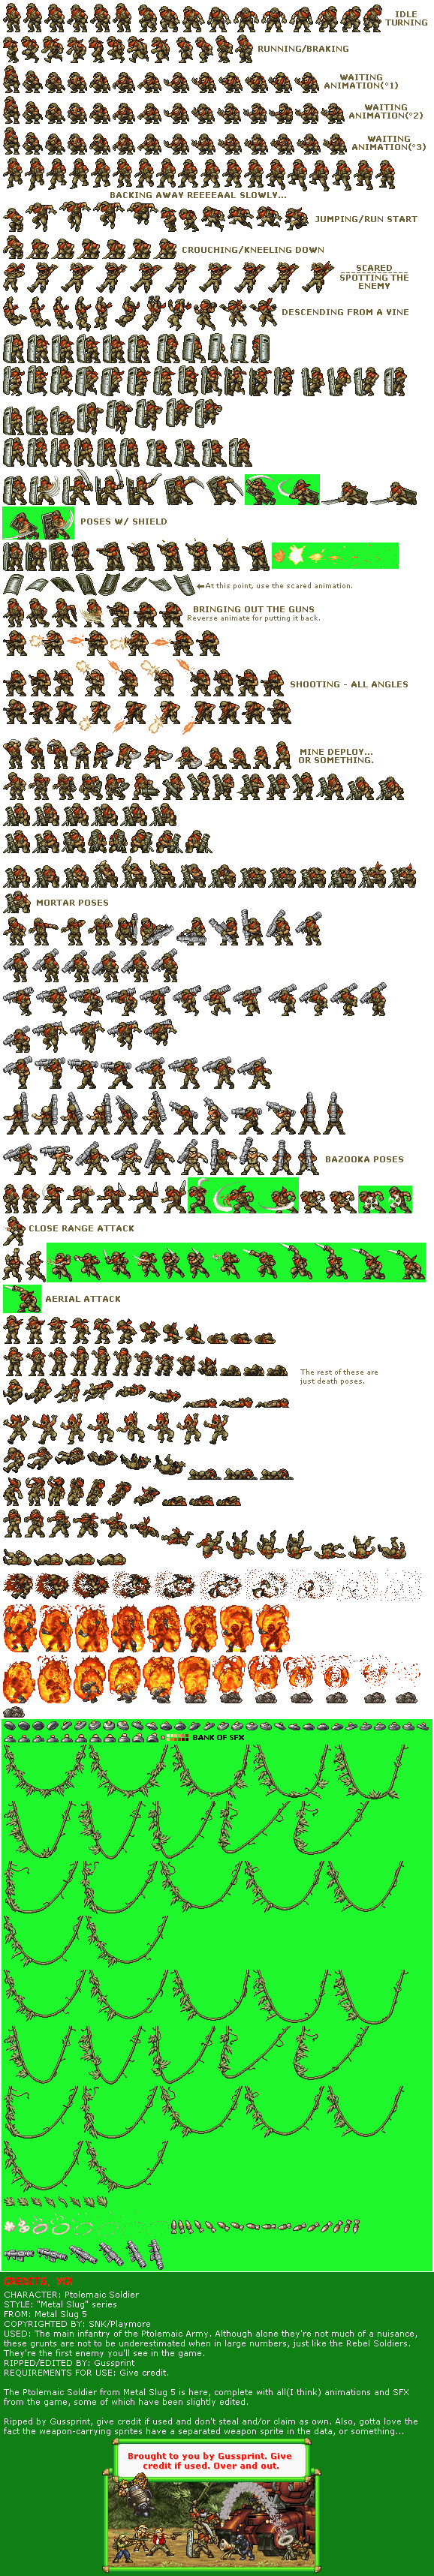 IDLE
TURNING
RUNNING/BRAKING
WAITING
ANIMATION(*1)
WAITING
ANIMATION(*2)
WAITING
ANIMATION(*3)
BACKING AWAY REEEEAAL SLOWLY...
JUMPING/RUN START
CROUCHING/KNEELING DOWN
SCARED
SPOTTING THE
ENEMY
DESCENDING FROM A VINE
POSES W/ SHIELD
At this point, use the scared animation.
BRINGING OUT THE GUNS
Reverse animate for putting it back.
SHOOTING - ALL ANGLES
MINE DEPLOY...
OR SOMETHING.
MORTAR POSES
BAZOOKA POSES
CLOSE RANGE ATTACK
AERIAL ATTACK
The rest of these are
just death poses.
BANK OF SFX
CREDITS, YO.
CHARACTER: Ptolemaic Soldier
STYLE: "Metal Slug" series
FROM: Metal Slug 5
COPYRIGHTED BY: SNK/Playmore
USED: The main infantry of the Ptolemaic Army. Although alone they're not much of a nuisance,
these grunts are not to be underestimated when in large numbers, just like the Rebel Soldiers.
They're the first enemy you'll see in the game.
RIPPED/EDITED BY: Gussprint
REQUIREMENTS FOR USE: Give credit.
The Ptolemaic Soldier from Metal Slug 5 is here, complete with all(I think) animations and SFX
from the game, some of which have been slightly edited.
Ripped by Gussprint, give credit if used and don't steal and/or claim as own. Also, gotta love the
fact the weapon-carrying sprites have a separated weapon sprite in the data, or something...
Brought to you by Gussprint. Give
credit if used. Over and out.